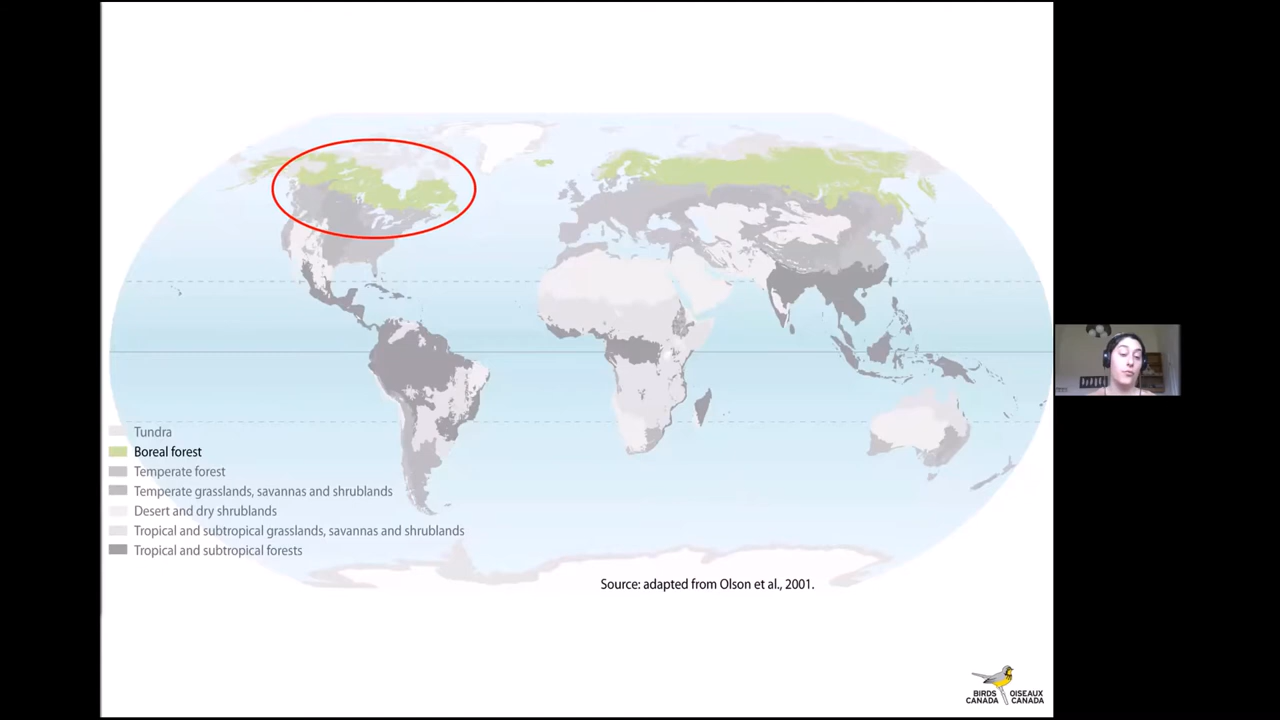 Tundra
Boreal forest
Temperate forest
Temperate grasslands, savannas and shrublands
Desert and dry shrublands
Tropical and subtropical grasslands, savannas and shrublands
Tropical and subtropical forests
Source: adapted from Olson et al., 2001.
BIRDS OISEAUX
CANADA CANADA